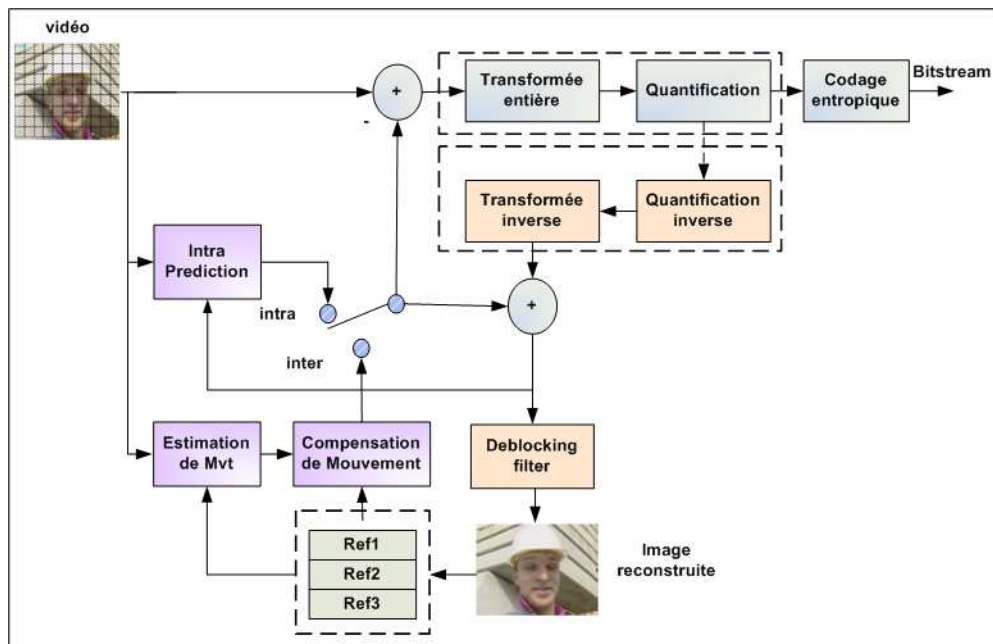 vidéo
+
-
Transformée
entière
Quantification
Codage
entropique
Bitstream
Transformée
inverse
Quantification
inverse
Intra
Prediction
intra
+
inter
Estimation
de Mvt
Compensation
de Mouvement
Deblocking
filter
Ref1
Ref2
Ref3
Image
reconstruite